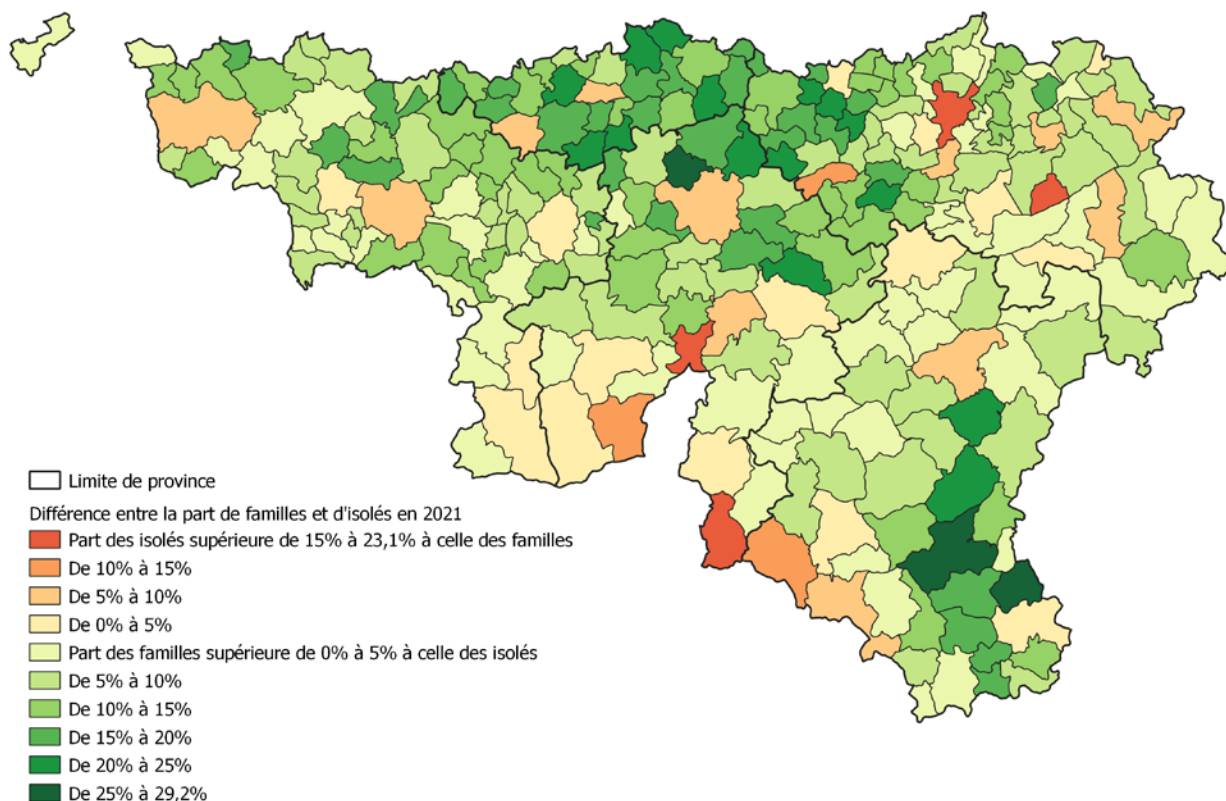 Limite de province
Différence entre la part de familles et d'isolés en 2021
Part des isolés supérieure de 15% à 23,1% à celle des familles
De 10% à 15%
De 5% à 10%
De 0% à 5%
Part des familles supérieure de 0% à 5% à celle des isolés
De 5% à 10%
De 10% à 15%
De 15% à 20%
De 20% à 25%
De 25% à 29,2%